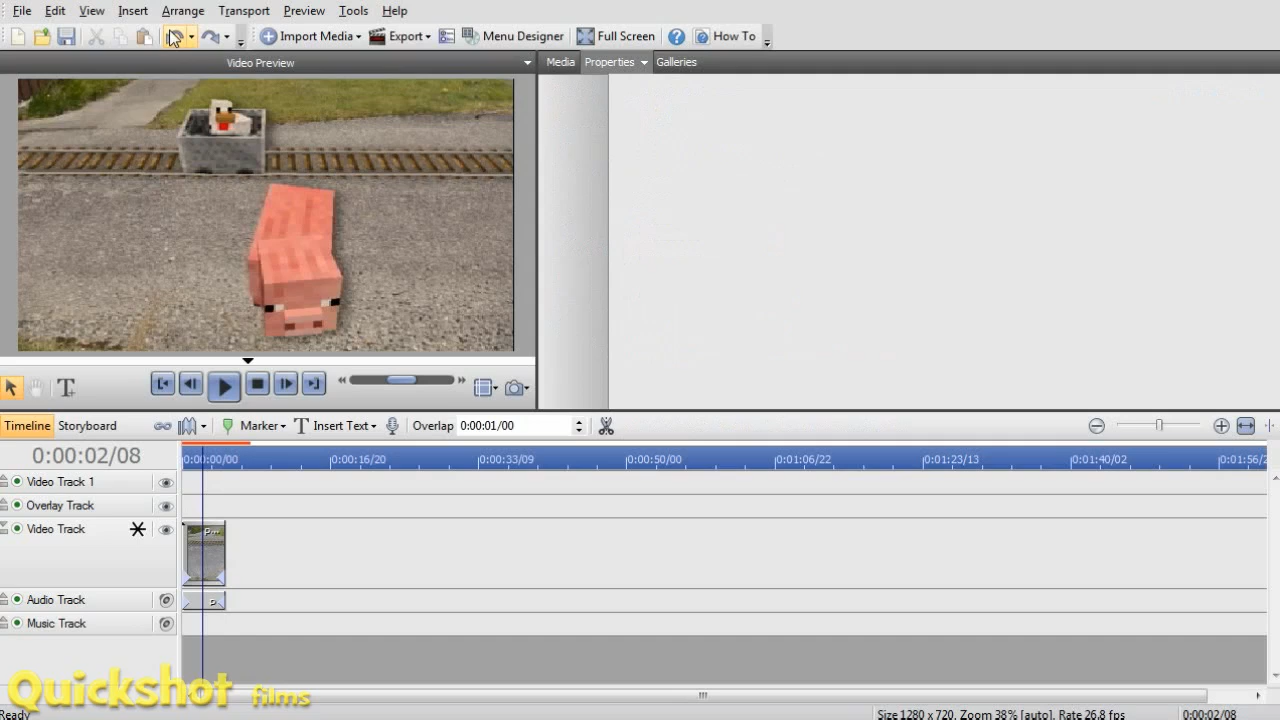 File Edit View Insert Arrange Transport Preview Tools Help
Import Media Export Menu Designer Full Screen How To
Video Preview
Media Properties Galleries
Timeline Storyboard Marker Insert Text Overlap 0:00:01/00
0:00:02/08
0:00:00/00 0:00:16/20 0:00:33/09 0:00:50/00 0:01:06/22 0:01:23/13 0:01:40/02
Video Track 1
Overlay Track
Video Track
Audio Track
Music Track
Quickshot films
Ready Size 1280 x 720, Zoom 38% [auto], Rate 26.8 fps 0:00:02/08